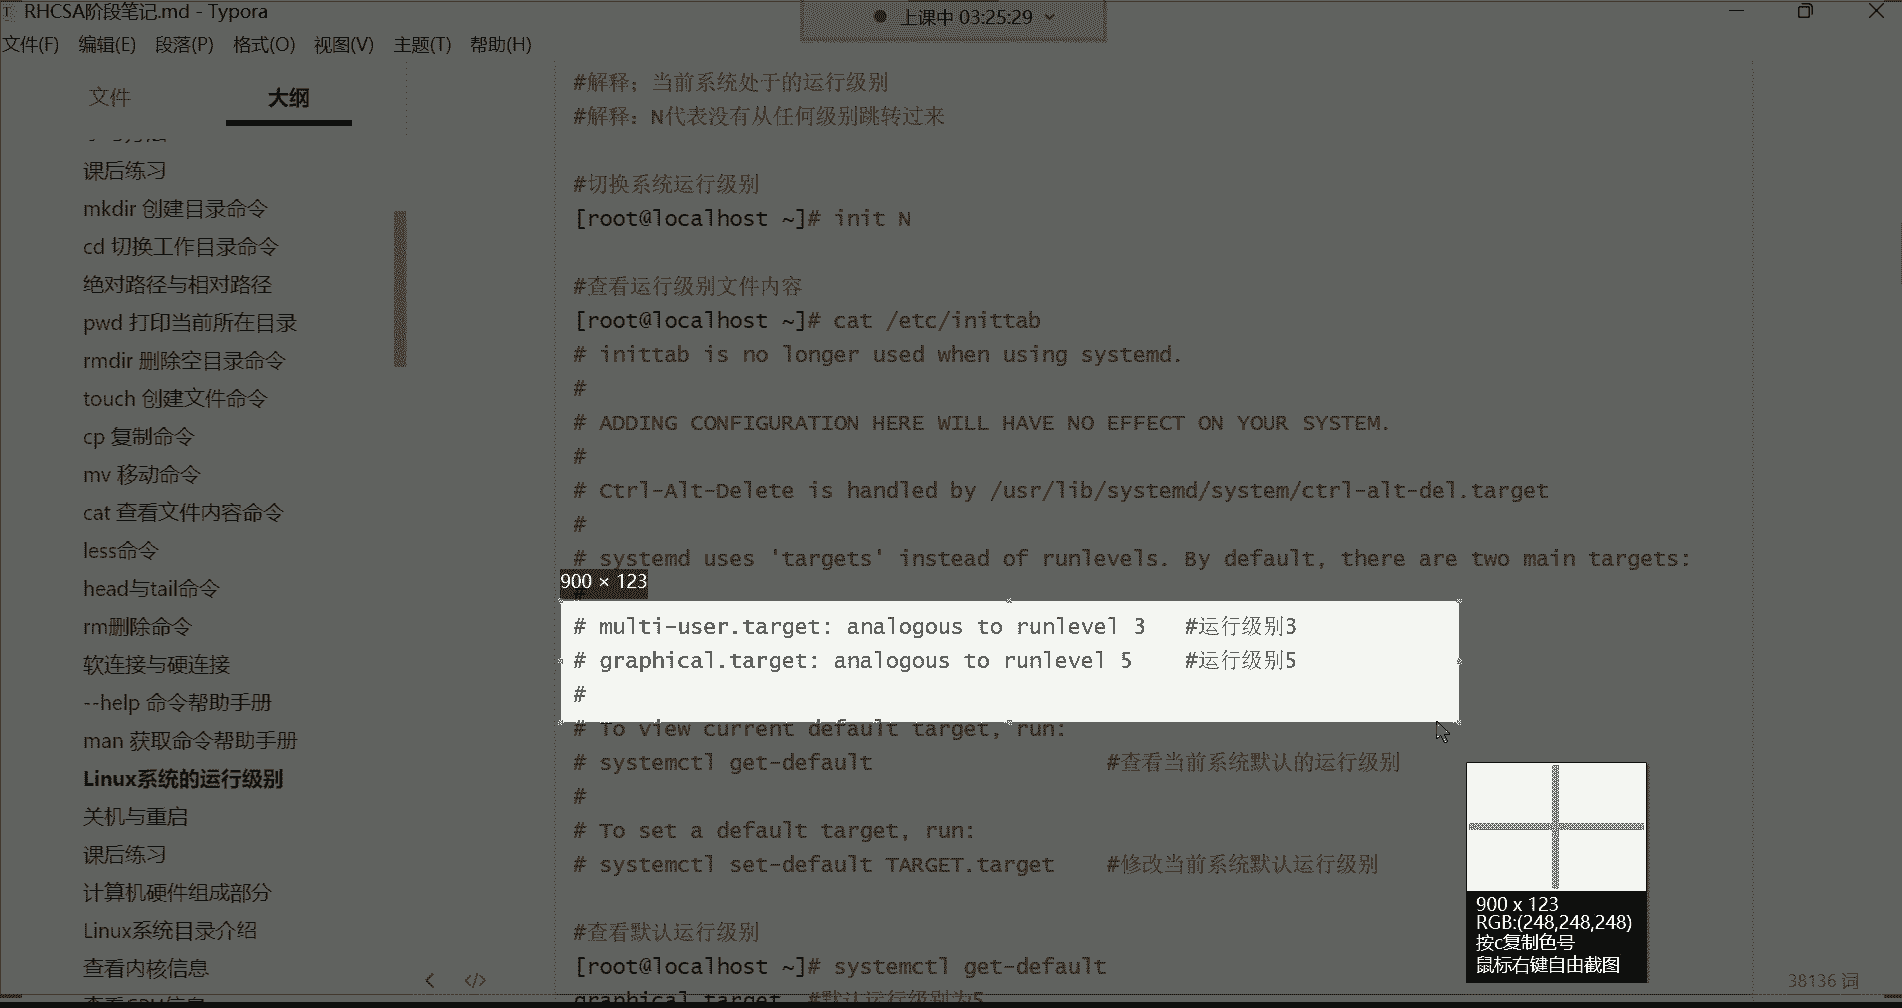 RHCSA阶段笔记.md - Typora
上课中 03:25:29
文件(F) 编辑(E) 段落(P) 格式(O) 视图(V) 主题(T) 帮助(H)
文件 大纲
课后练习
mkdir 创建目录命令
cd 切换工作目录命令
绝对路径与相对路径
pwd 打印当前所在目录
rmdir 删除空目录命令
touch 创建文件命令
cp 复制命令
mv 移动命令
cat 查看文件内容命令
less命令
head与tail命令
rm删除命令
软连接与硬连接
--help 命令帮助手册
man 获取命令帮助手册
Linux系统的运行级别
关机与重启
课后练习
计算机硬件组成部分
Linux系统目录介绍
查看内核信息
#解释；当前系统处于的运行级别
#解释：N代表没有从任何级别跳转过来
#切换系统运行级别
[root@localhost ~]# init N
#查看运行级别文件内容
[root@localhost ~]# cat /etc/inittab
# inittab is no longer used when using systemd.
#
# ADDING CONFIGURATION HERE WILL HAVE NO EFFECT ON YOUR SYSTEM.
#
# Ctrl-Alt-Delete is handled by /usr/lib/systemd/system/ctrl-alt-del.target
#
# systemd uses 'targets' instead of runlevels. By default, there are two main targets:
#
900 × 123
# multi-user.target: analogous to runlevel 3 #运行级别3
# graphical.target: analogous to runlevel 5 #运行级别5
#
# To view current default target, run:
# systemctl get-default #查看当前系统默认的运行级别
#
# To set a default target, run:
# systemctl set-default TARGET.target #修改当前系统默认运行级别
#查看默认运行级别
[root@localhost ~]# systemctl get-default
graphical.target #默认运行级别为5
900 x 123
RGB:(248,248,248)
按c复制色号
鼠标右键自由截图
38136 词